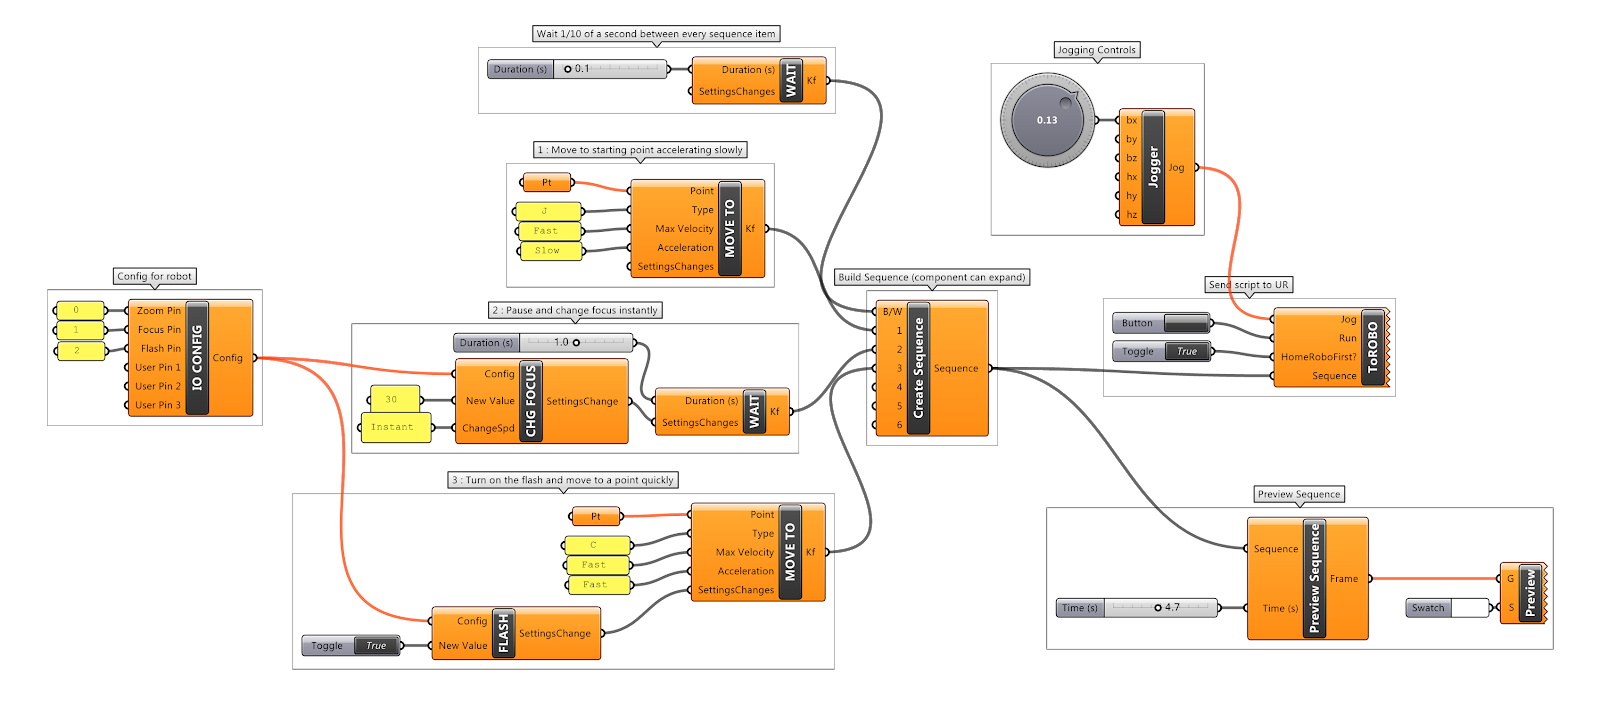 Wait 1/10 of a second between every sequence item
Duration (s)
0.1
Duration (s)
SettingsChanges
WAIT
Kf
1 : Move to starting point accelerating slowly
Pt
J
Fast
Slow
Point
Type
Max Velocity
Acceleration
SettingsChanges
MOVE TO
Kf
Config for robot
0
1
2
Zoom Pin
Focus Pin
Flash Pin
User Pin 1
User Pin 2
User Pin 3
IO CONFIG
Config
2 : Pause and change focus instantly
Duration (s)
1.0
30
Instant
Config
New Value
ChangeSpd
CHG FOCUS
SettingsChange
Duration (s)
SettingsChanges
WAIT
Kf
3 : Turn on the flash and move to a point quickly
Pt
C
Fast
Fast
Point
Type
Max Velocity
Acceleration
SettingsChanges
MOVE TO
Kf
Toggle
True
Config
New Value
FLASH
SettingsChange
Build Sequence (component can expand)
B/W
1
2
3
4
5
6
Create Sequence
Sequence
Jogging Controls
0.13
bx
by
bz
hx
hy
hz
Jogger
Jog
Send script to UR
Button
Toggle
True
Jog
Run
HomeRoboFirst?
Sequence
ToROBO
Preview Sequence
Time (s)
4.7
Sequence
Time (s)
Preview Sequence
Frame
Swatch
G
S
Preview